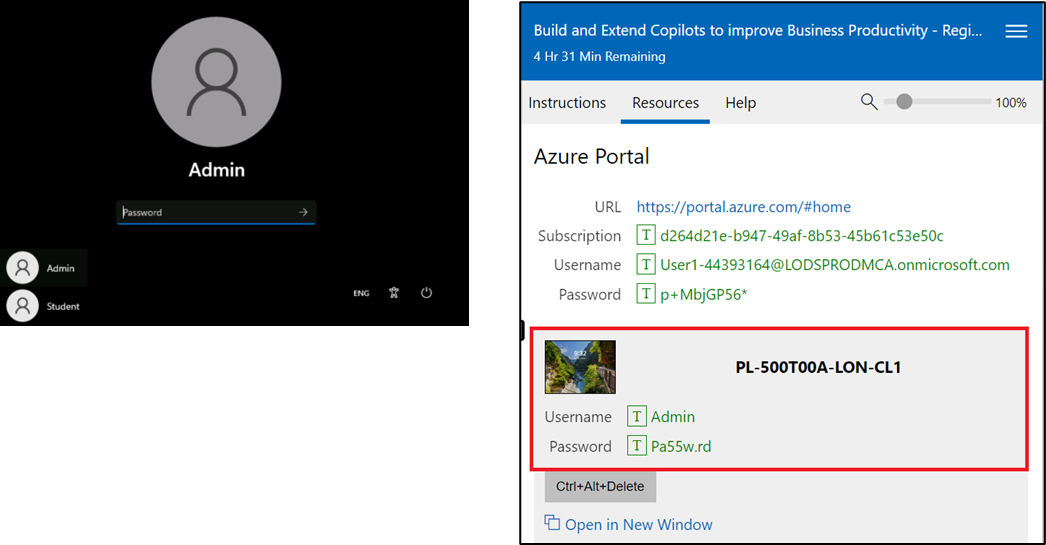 Admin
Password
Admin
Student
ENG
Build and Extend Copilots to improve Business Productivity - Regi...
4 Hr 31 Min Remaining
Instructions Resources Help 100%
Azure Portal
URL https://portal.azure.com/#home
Subscription T d264d21e-b947-49af-8b53-45b61c53e50c
Username T User1-44393164@LODSPRODMCA.onmicrosoft.com
Password T p+MbjGP56*
9:32
PL-500T00A-LON-CL1
Username T Admin
Password T Pa55w.rd
Ctrl+Alt+Delete
Open in New Window